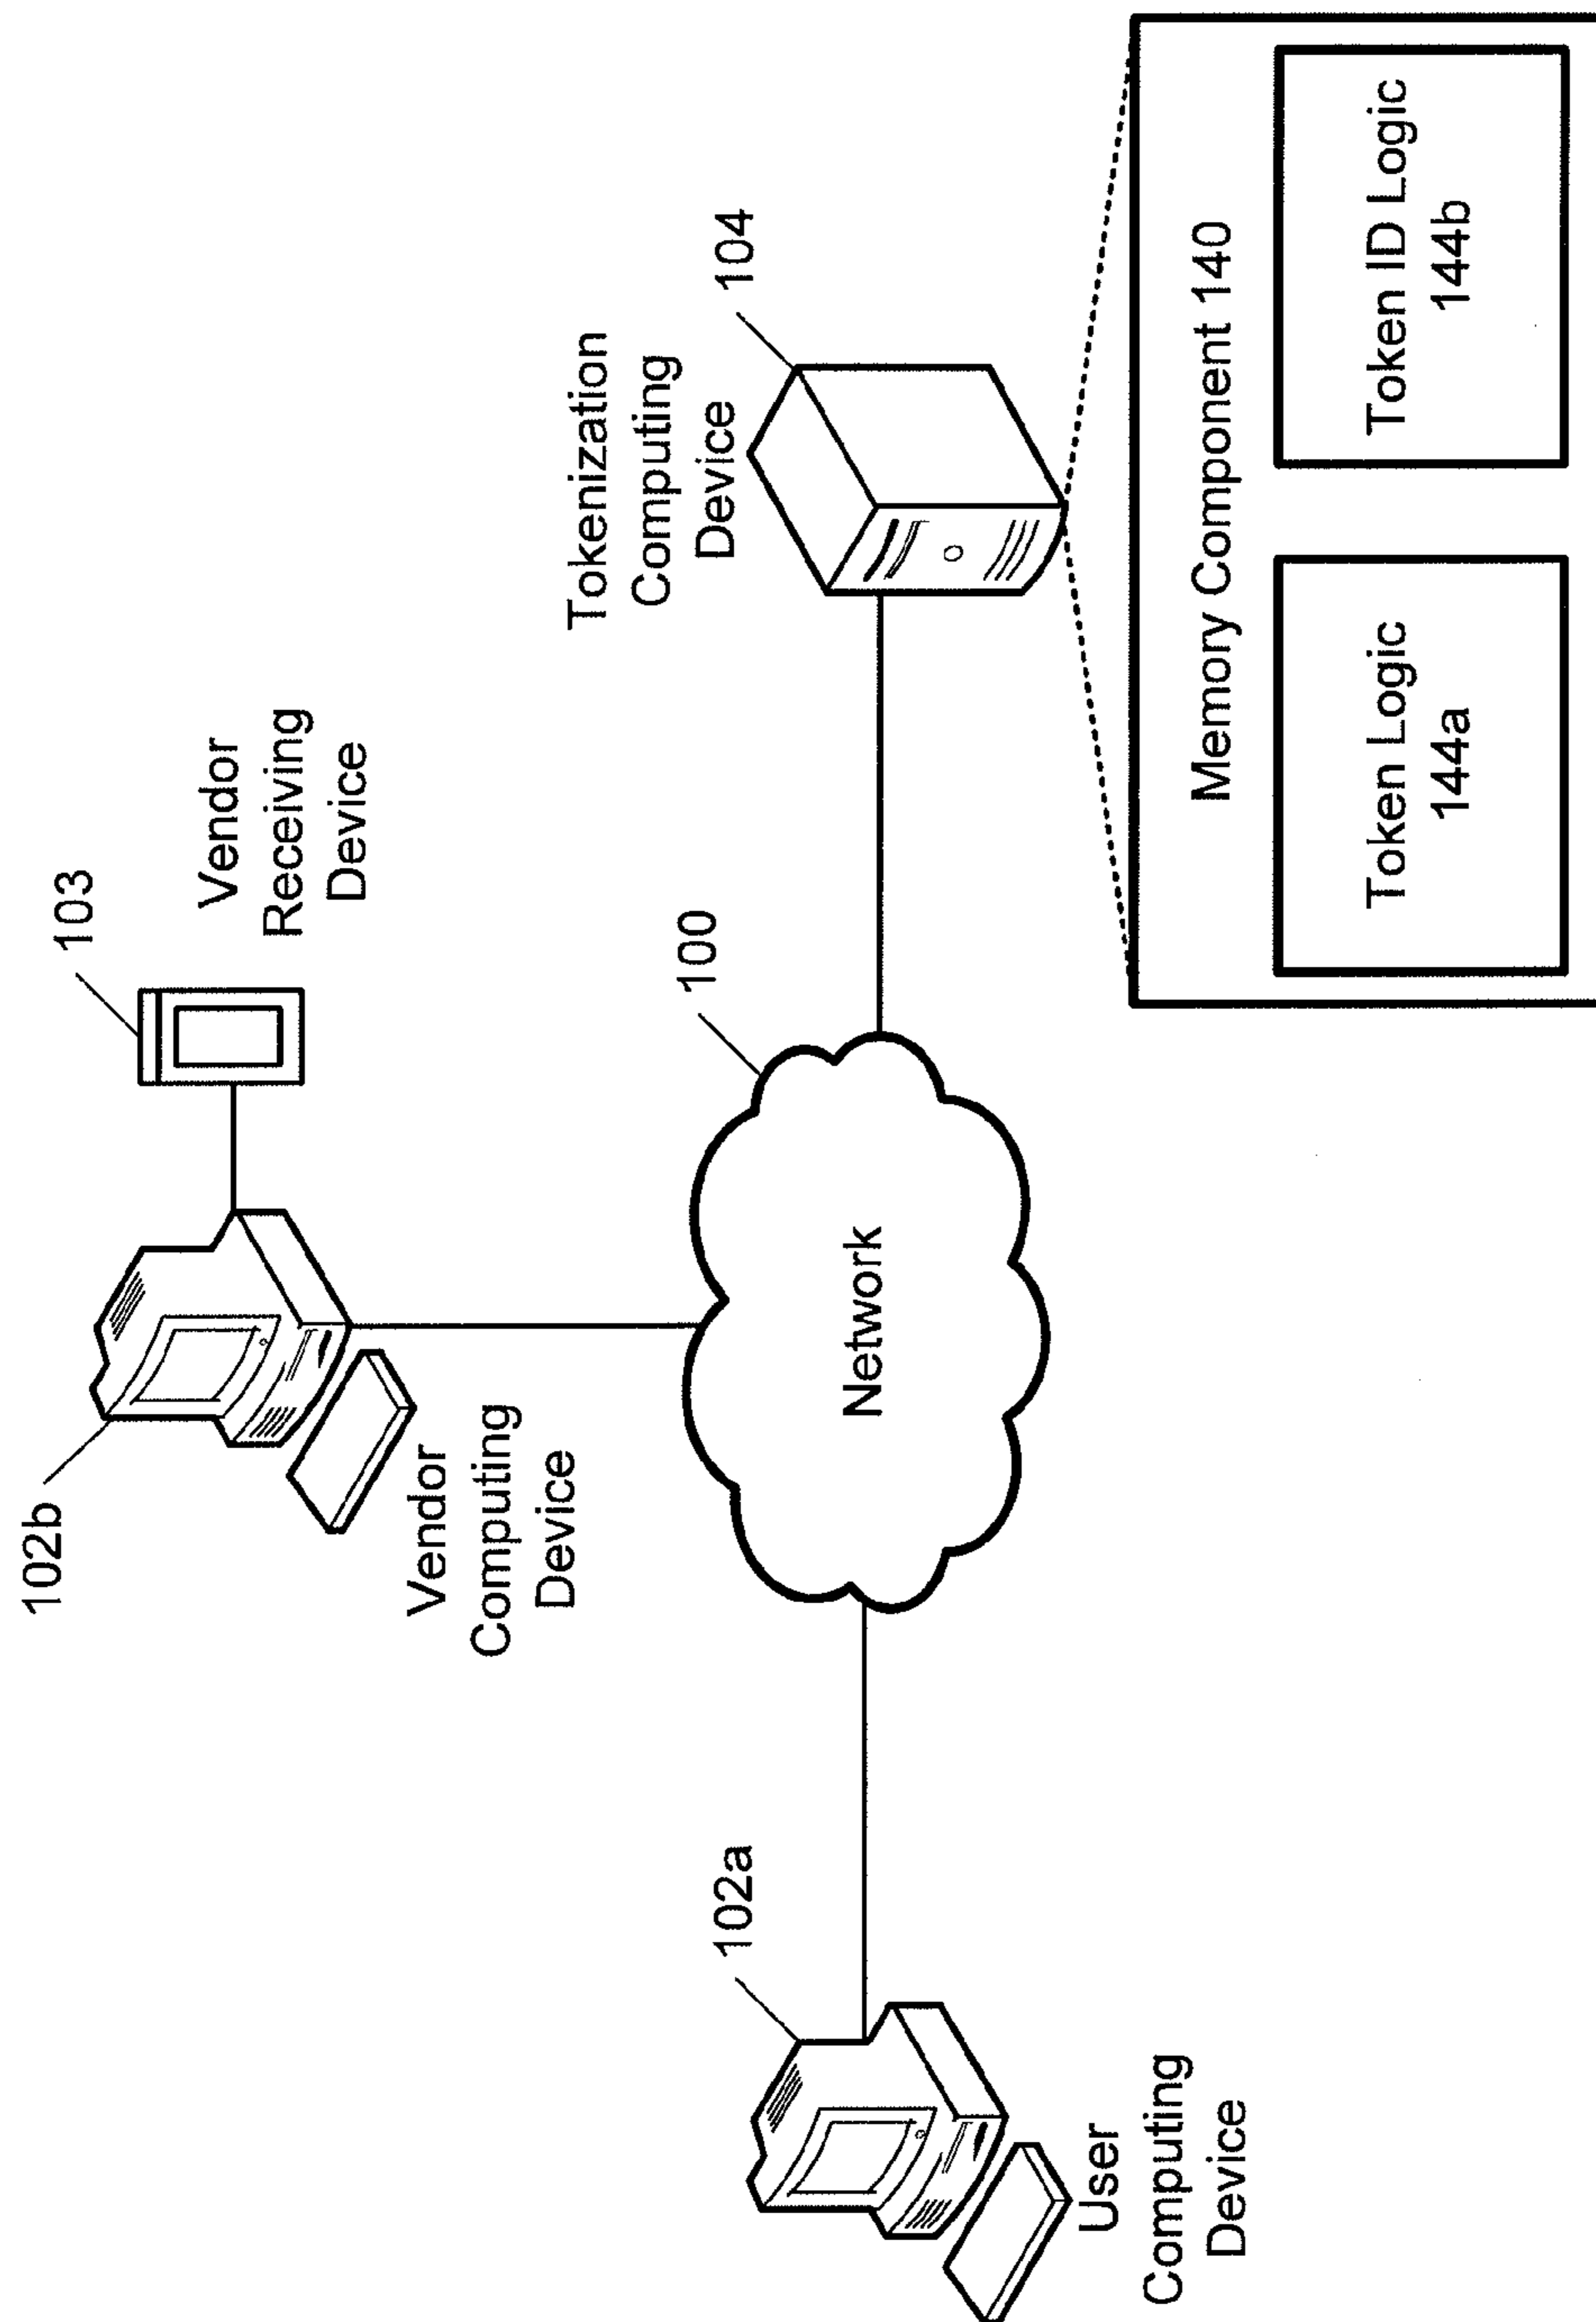 102b
103
Vendor
Receiving
Device
Vendor
Computing
Device
102a
100
Network
Tokenization
Computing
Device
104
User
Computing
Device
Memory Component 140
Token Logic
144a
Token ID Logic
144b